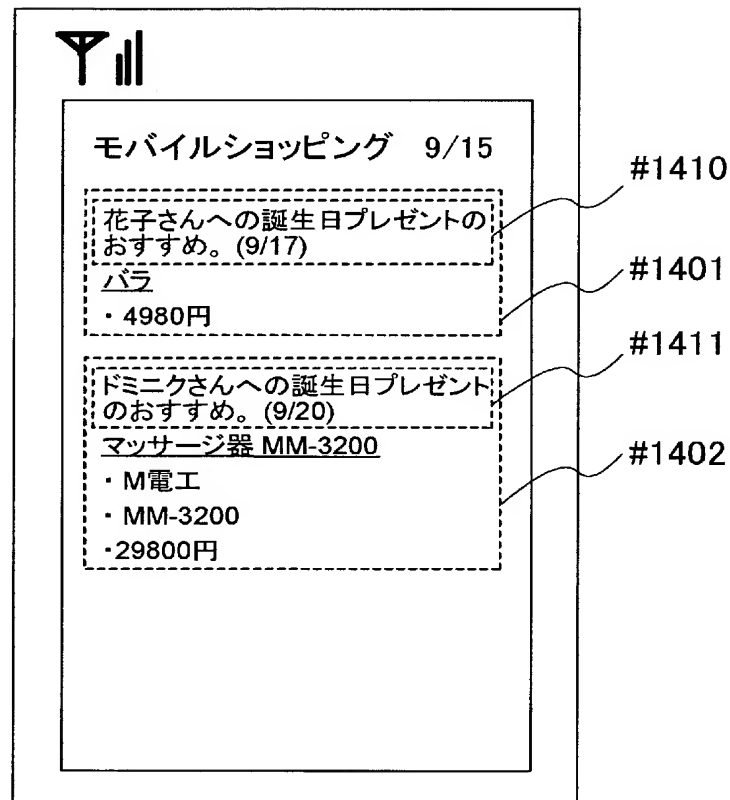 モバイルショッピング 9/15
花子さんへの誕生日プレゼントの
おすすめ。(9/17)
バラ
・4980円
ドミニクさんへの誕生日プレゼント
のおすすめ。(9/20)
マッサージ器 MM-3200
・M電工
・MM-3200
・29800円
#1410
#1401
#1411
#1402